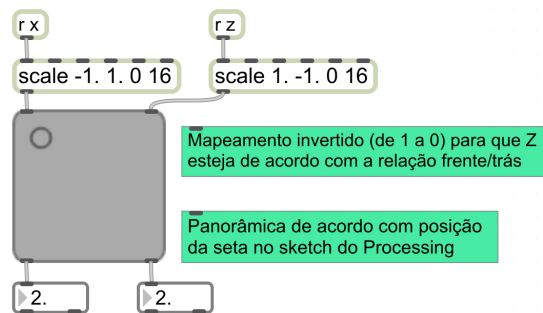 r x
r z
scale -1. 1. 0 16
scale 1. -1. 0 16
Mapeamento invertido (de 1 a 0) para que Z
esteja de acordo com a relação frente/trás
Panorâmica de acordo com posição
da seta no sketch do Processing
2.
2.